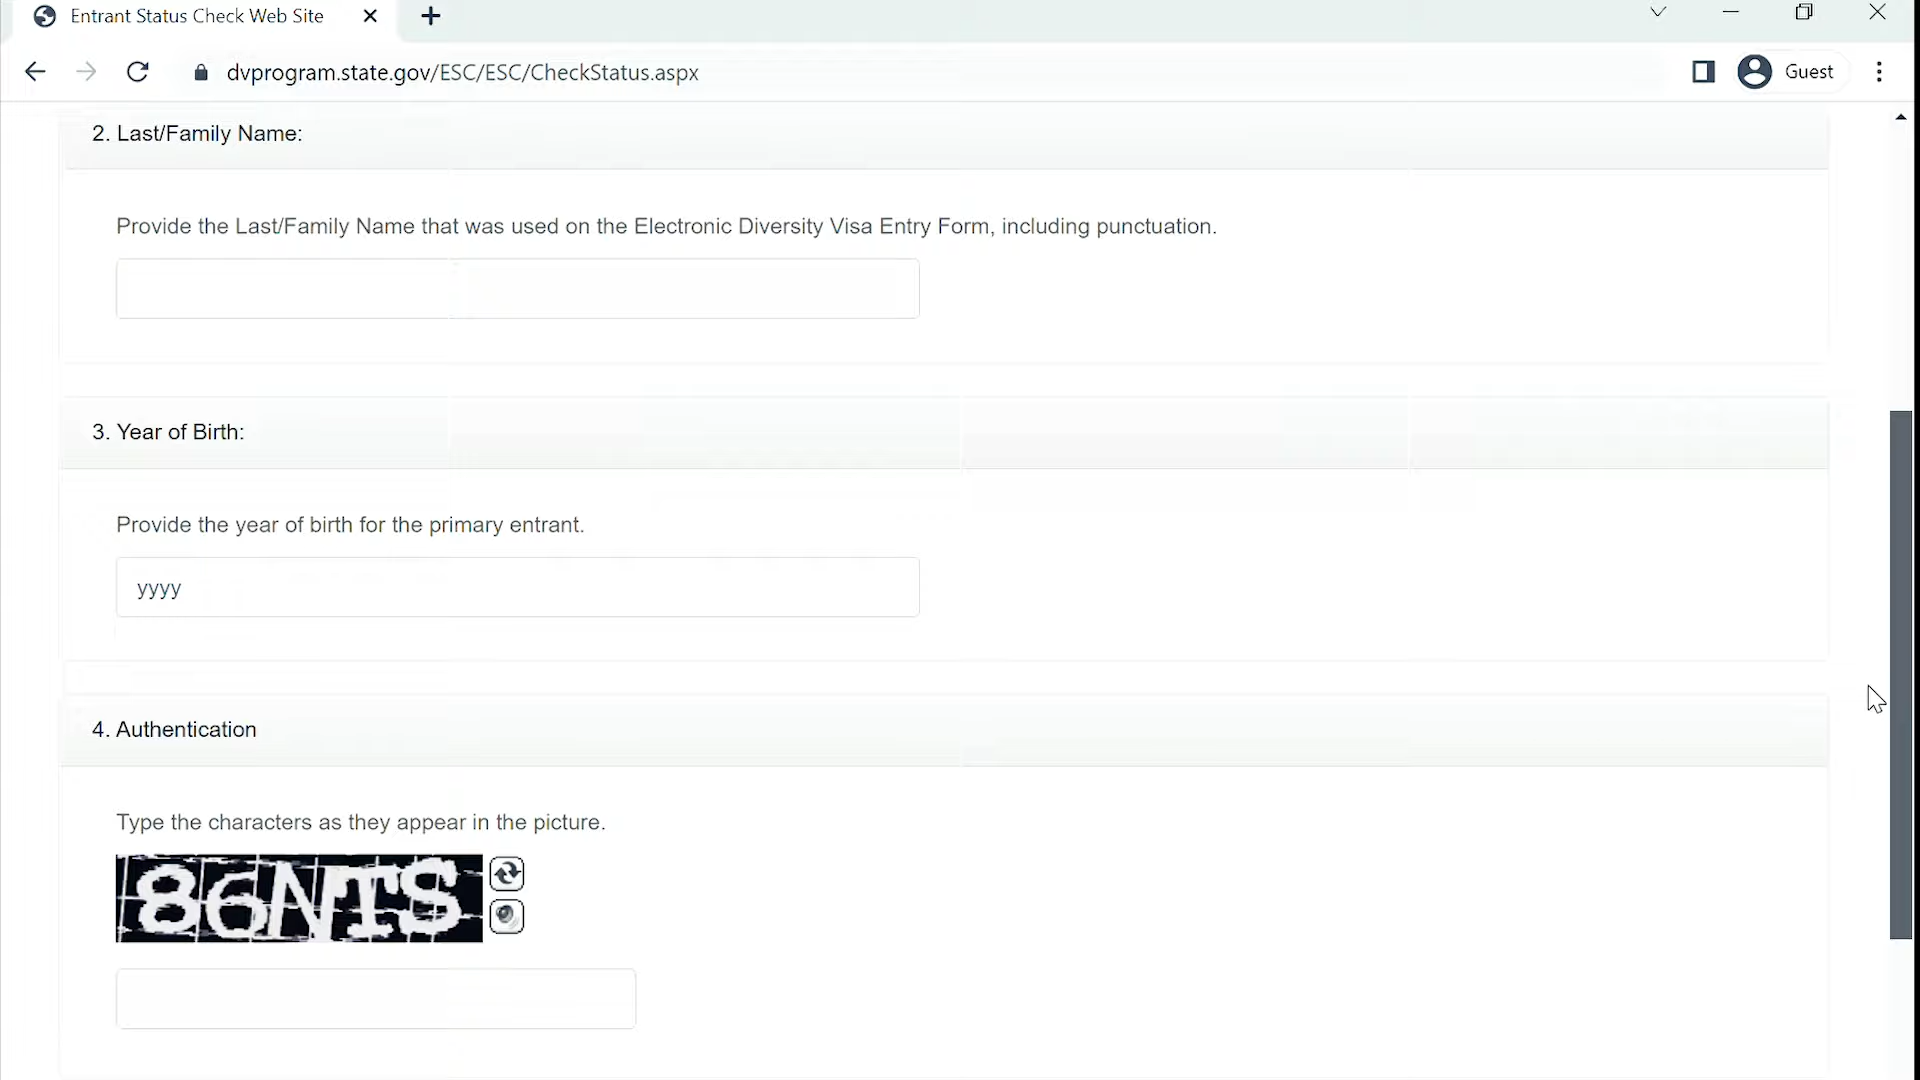 Entrant Status Check Web Site
dvprogram.state.gov/ESC/ESC/CheckStatus.aspx
Guest
2. Last/Family Name:
Provide the Last/Family Name that was used on the Electronic Diversity Visa Entry Form, including punctuation.
3. Year of Birth:
Provide the year of birth for the primary entrant.
yyyy
4. Authentication
Type the characters as they appear in the picture.
86NTS